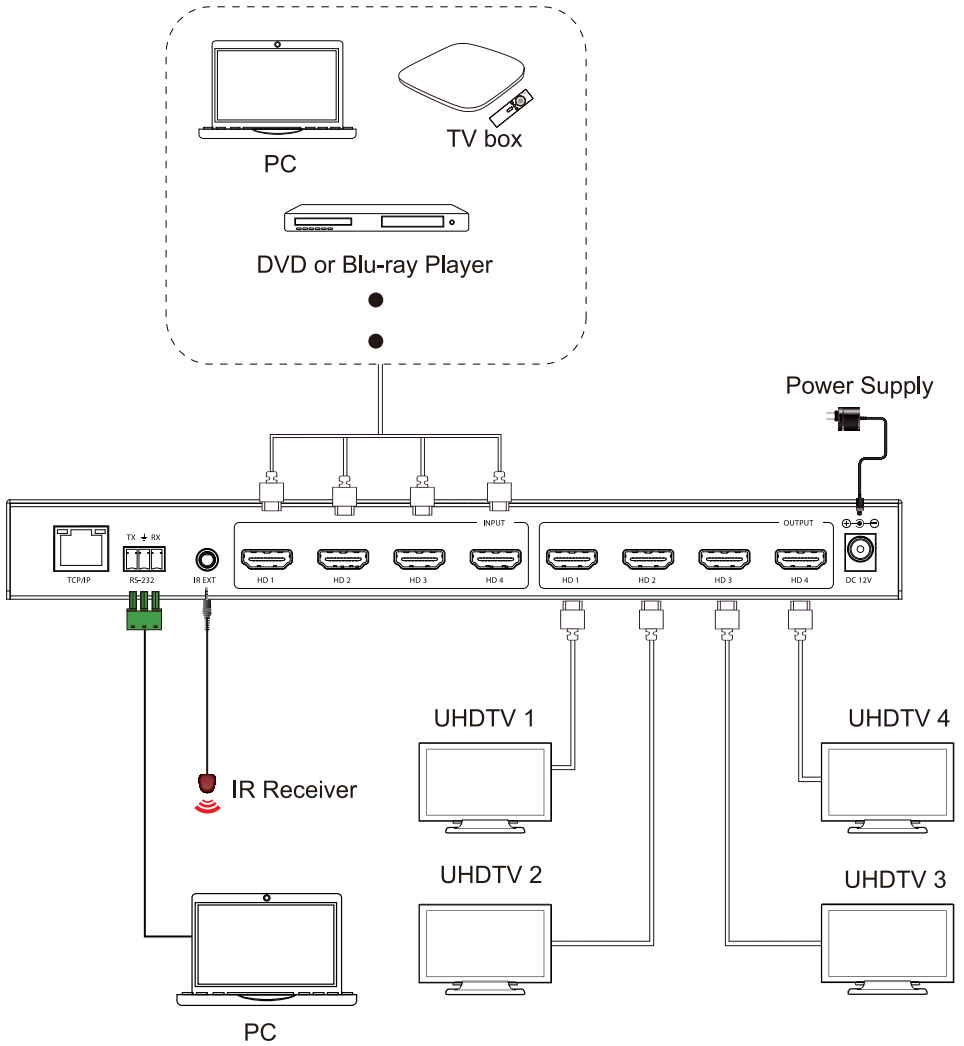 PC
TV box
DVD or Blu-ray Player
Power Supply
INPUT
OUTPUT
TX RX
TCP/IP
RS-232
IR EXT
HD 1
HD 2
HD 3
HD 4
HD 1
HD 2
HD 3
HD 4
DC 12V
UHDTV 1
UHDTV 4
IR Receiver
UHDTV 2
UHDTV 3
PC